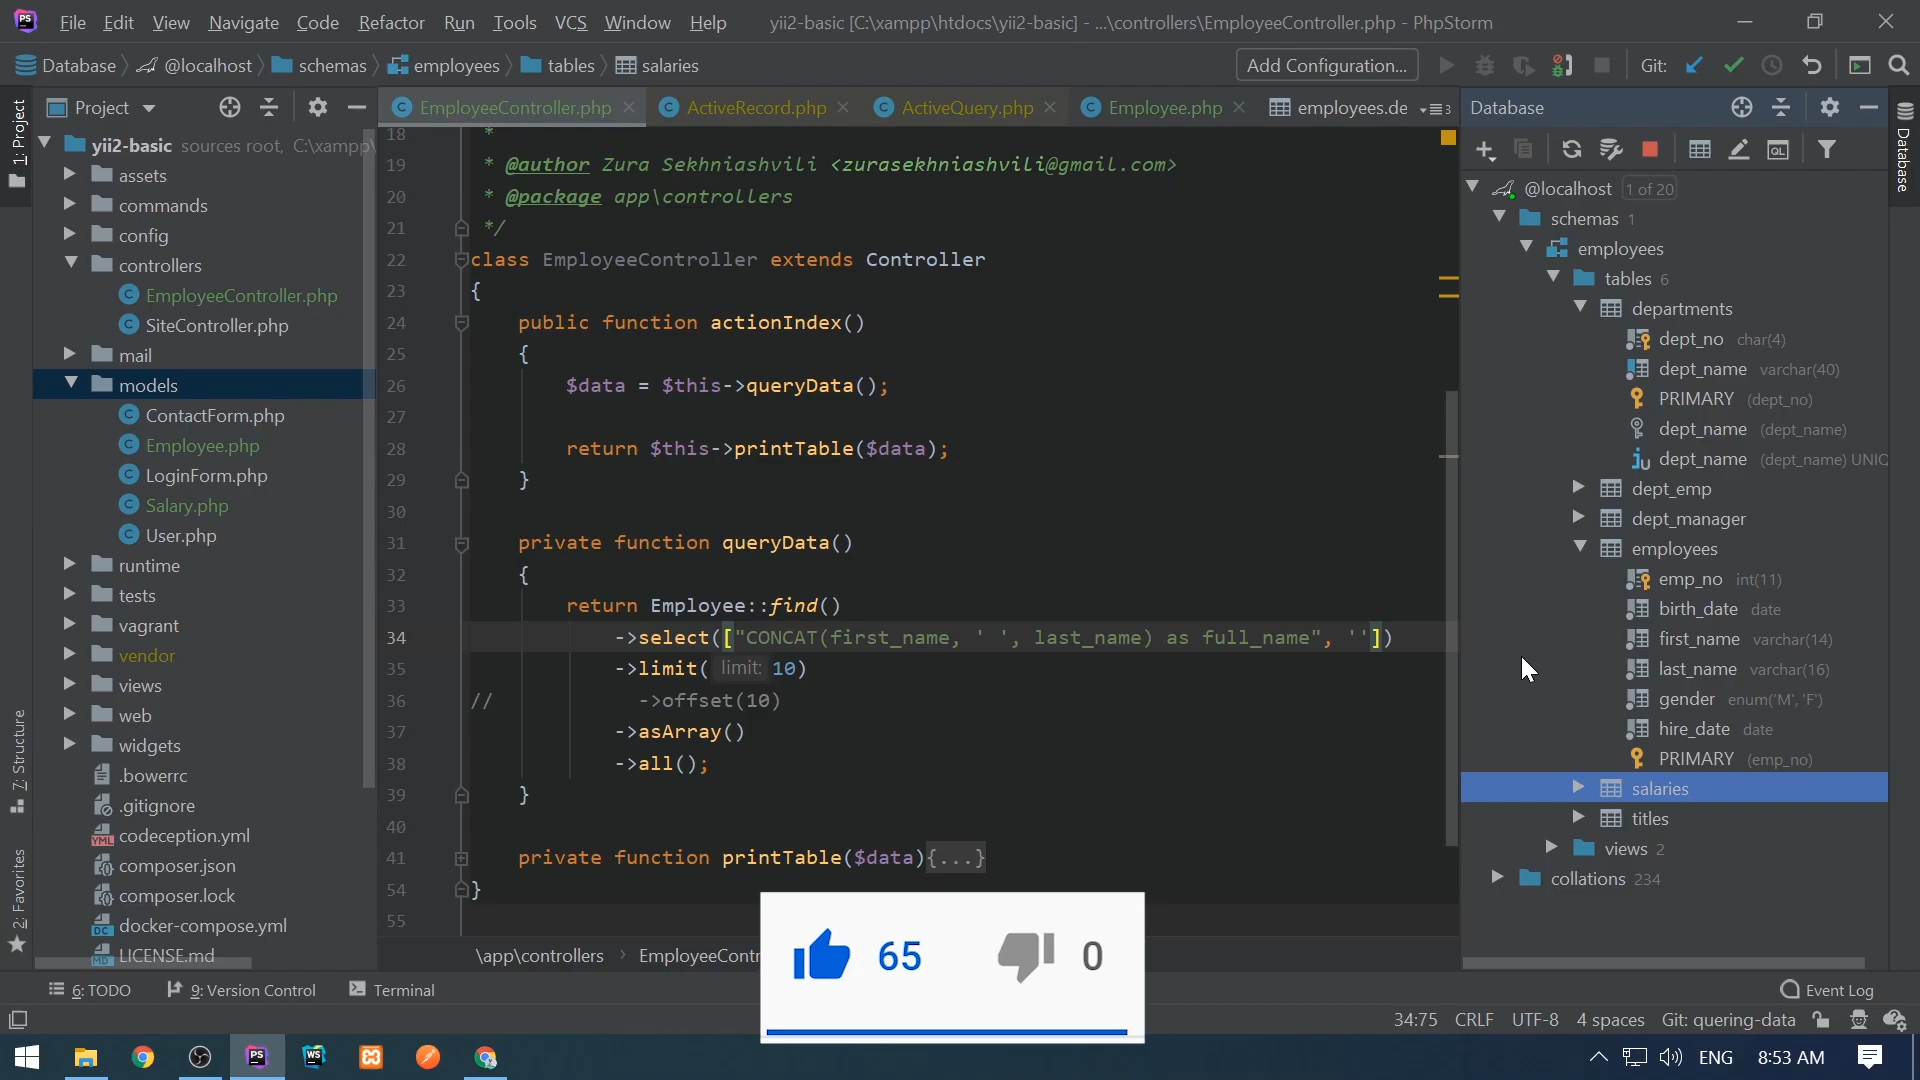 File Edit View Navigate Code Refactor Run Tools VCS Window Help yii2-basic [C:\xampp\htdocs\yii2-basic] - ...\controllers\EmployeeController.php - PhpStorm
Database @localhost schemas employees tables salaries Add Configuration... Git:
1: Project
Project
EmployeeController.php ActiveRecord.php ActiveQuery.php Employee.php employees.de 3
Database
Database
yii2-basic sources root, C:\xampp\
assets
commands
config
controllers
EmployeeController.php
SiteController.php
mail
models
ContactForm.php
Employee.php
LoginForm.php
Salary.php
User.php
runtime
tests
vagrant
vendor
views
web
widgets
.bowerrc
.gitignore
codeception.yml
composer.json
composer.lock
docker-compose.yml
LICENSE.md
7: Structure
2: Favorites
18 *
19 * @author Zura Sekhniashvili <zurasekhniashvili@gmail.com>
20 * @package app\controllers
21 */
22 class EmployeeController extends Controller
23 {
24 public function actionIndex()
25 {
26 $data = $this->queryData();
27
28 return $this->printTable($data);
29 }
30
31 private function queryData()
32 {
33 return Employee::find()
34 ->select(["CONCAT(first_name, ' ', last_name) as full_name", ''])
35 ->limit( limit: 10)
36 // ->offset(10)
37 ->asArray()
38 ->all();
39 }
40
41 private function printTable($data){...}
54 }
55
\app\controllers EmployeeContr
@localhost 1 of 20
schemas 1
employees
tables 6
departments
dept_no char(4)
dept_name varchar(40)
PRIMARY (dept_no)
dept_name (dept_name)
dept_name (dept_name) UNIQ
dept_emp
dept_manager
employees
emp_no int(11)
birth_date date
first_name varchar(14)
last_name varchar(16)
gender enum('M', 'F')
hire_date date
PRIMARY (emp_no)
salaries
titles
views 2
collations 234
65 0
6: TODO 9: Version Control Terminal Event Log
34:75 CRLF UTF-8 4 spaces Git: quering-data
ENG 8:53 AM